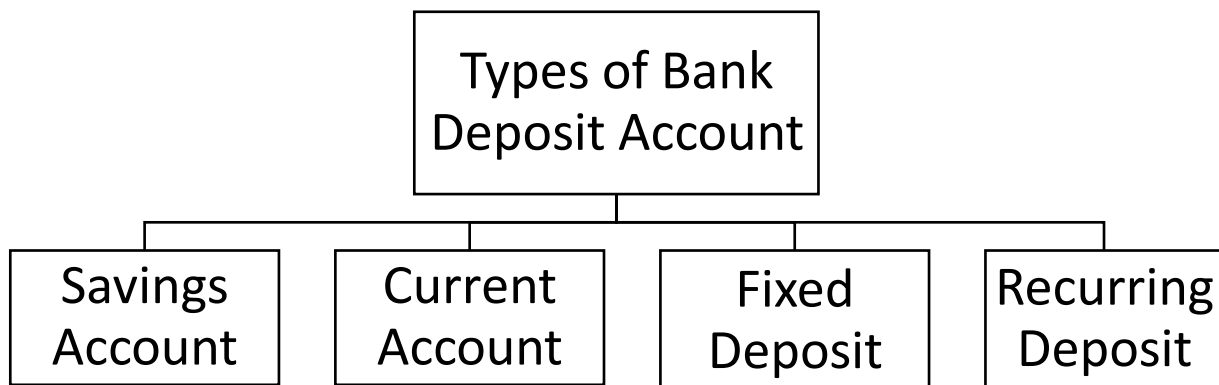 Types of Bank
Deposit Account
Savings
Account
Current
Account
Fixed
Deposit
Recurring
Deposit